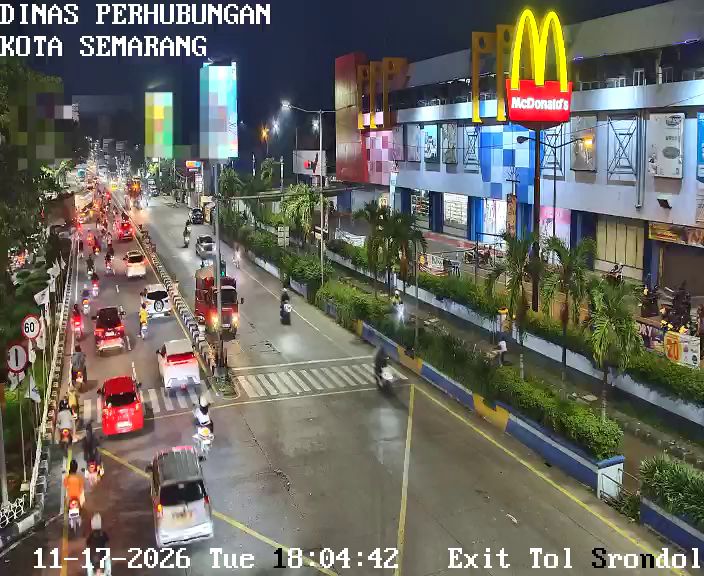 DINAS PERHUBUNGAN
KOTA SEMARANG
McDonald's
60
11-17-2026 Tue 18:04:42 Exit Tol Srondol